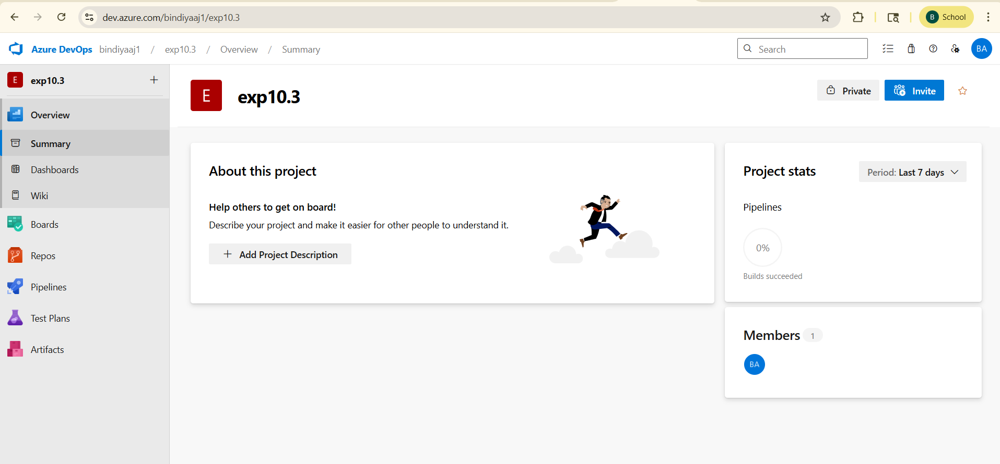 dev.azure.com/bindiyaaj1/exp10.3
B School
Azure DevOps bindiyaaj1 / exp10.3 / Overview / Summary
Search
BA
E exp10.3
Overview
Summary
Dashboards
Wiki
Boards
Repos
Pipelines
Test Plans
Artifacts
E exp10.3
Private
Invite
About this project
Help others to get on board!
Describe your project and make it easier for other people to understand it.
Add Project Description
Project stats
Period: Last 7 days
Pipelines
0%
Builds succeeded
Members 1
BA